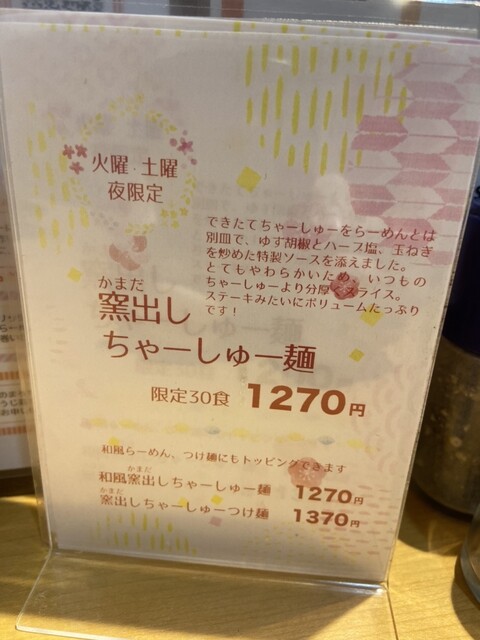 火曜 . 土曜
夜限定
できたてちゃーしゅーをらーめんとは
別皿で、ゆず胡椒とハーブ塩、玉ねぎ
を炒めた特製ソースを添えました。
とてもやわらかいため、いつもの
ちゃーしゅーより分厚くスライス。
ステーキみたいにボリュームたっぷり
です！
かまだ
窯出し
ちゃーしゅー麺
限定30食 1270円
和風らーめん、つけ麺にもトッピングできます
かまだ
和風窯出しちゃーしゅー麺 1270円
かまだ
窯出しちゃーしゅーつけ麺 1370円